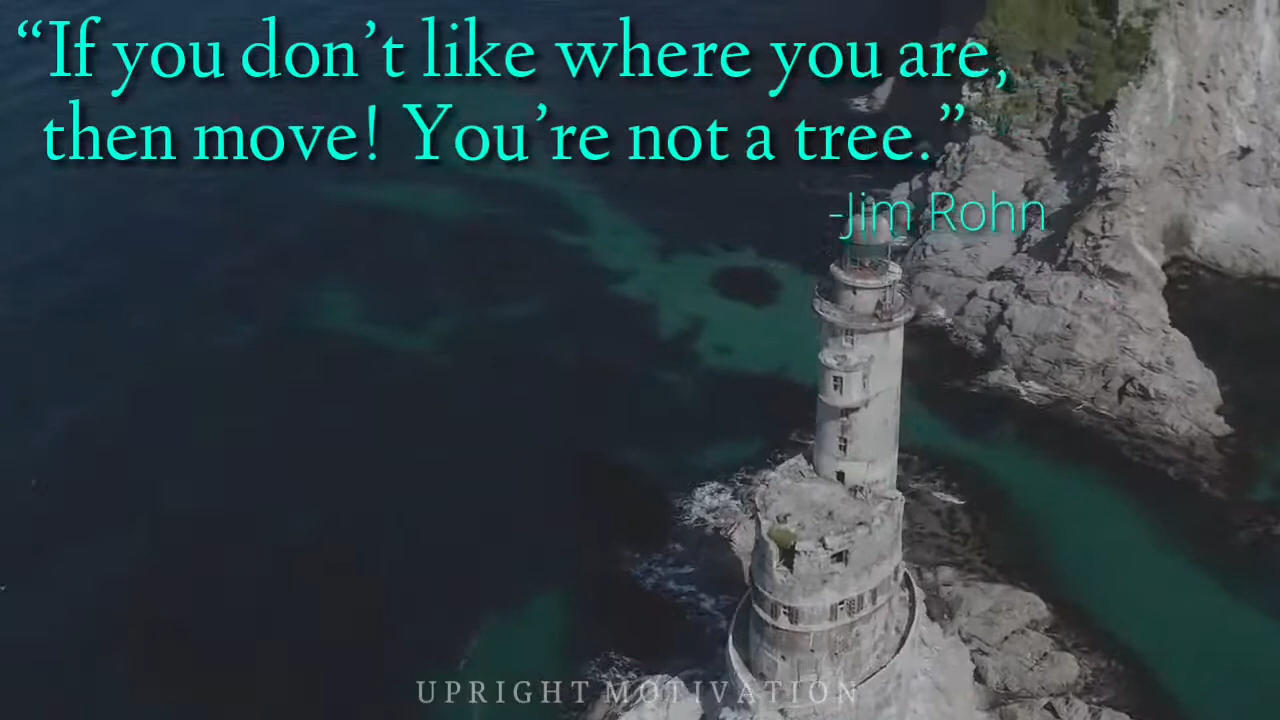 “If you don’t like where you are,
then move! You’re not a tree.”
-Jim Rohn
UPRIGHT MOTIVATION